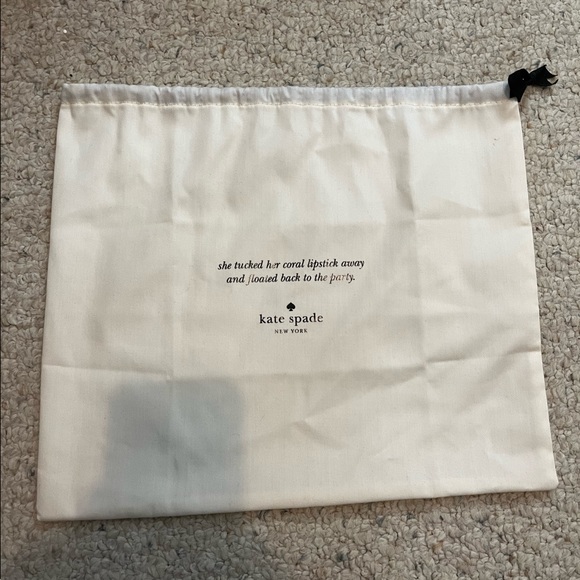 she tucked her coral lipstick away
and floated back to the party.
kate spade
NEW YORK